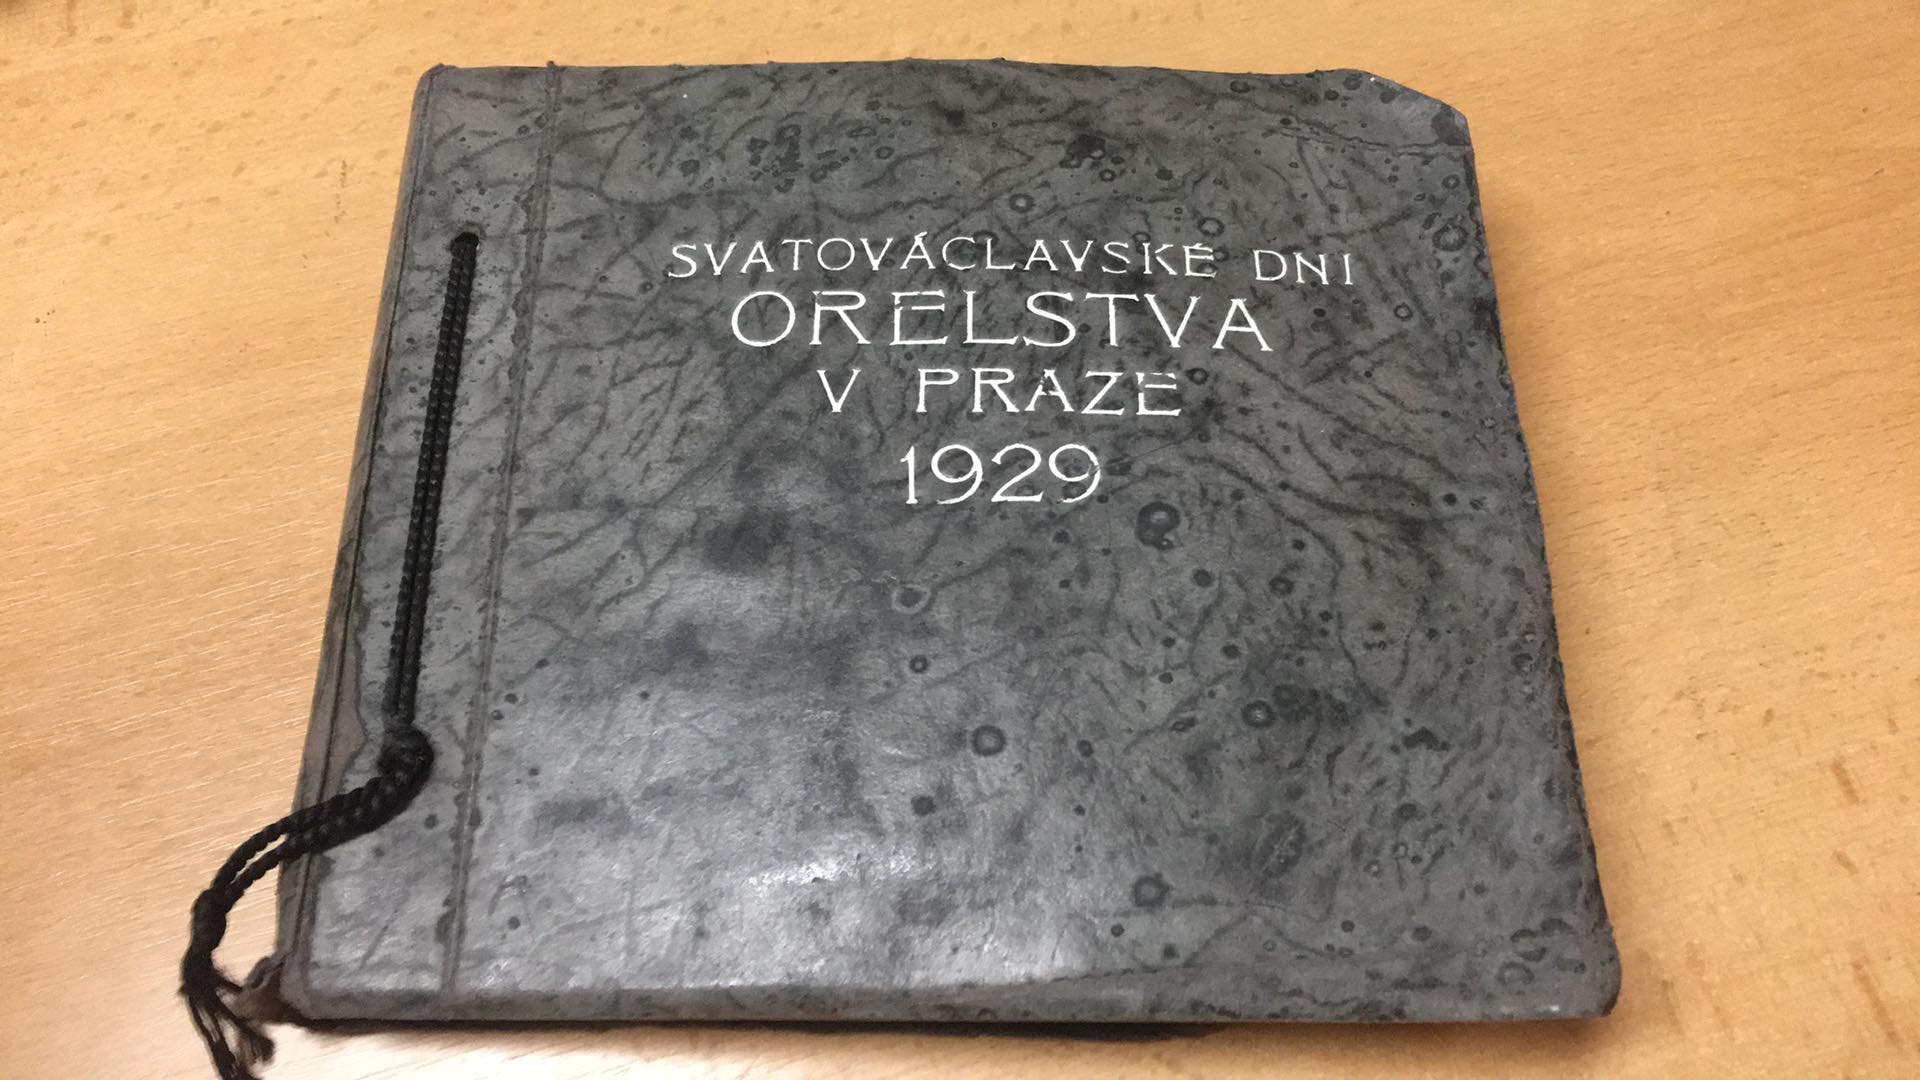 SVATOVÁCLAVSKÉ DNI
ORELSTVA
V PRAZE
1929